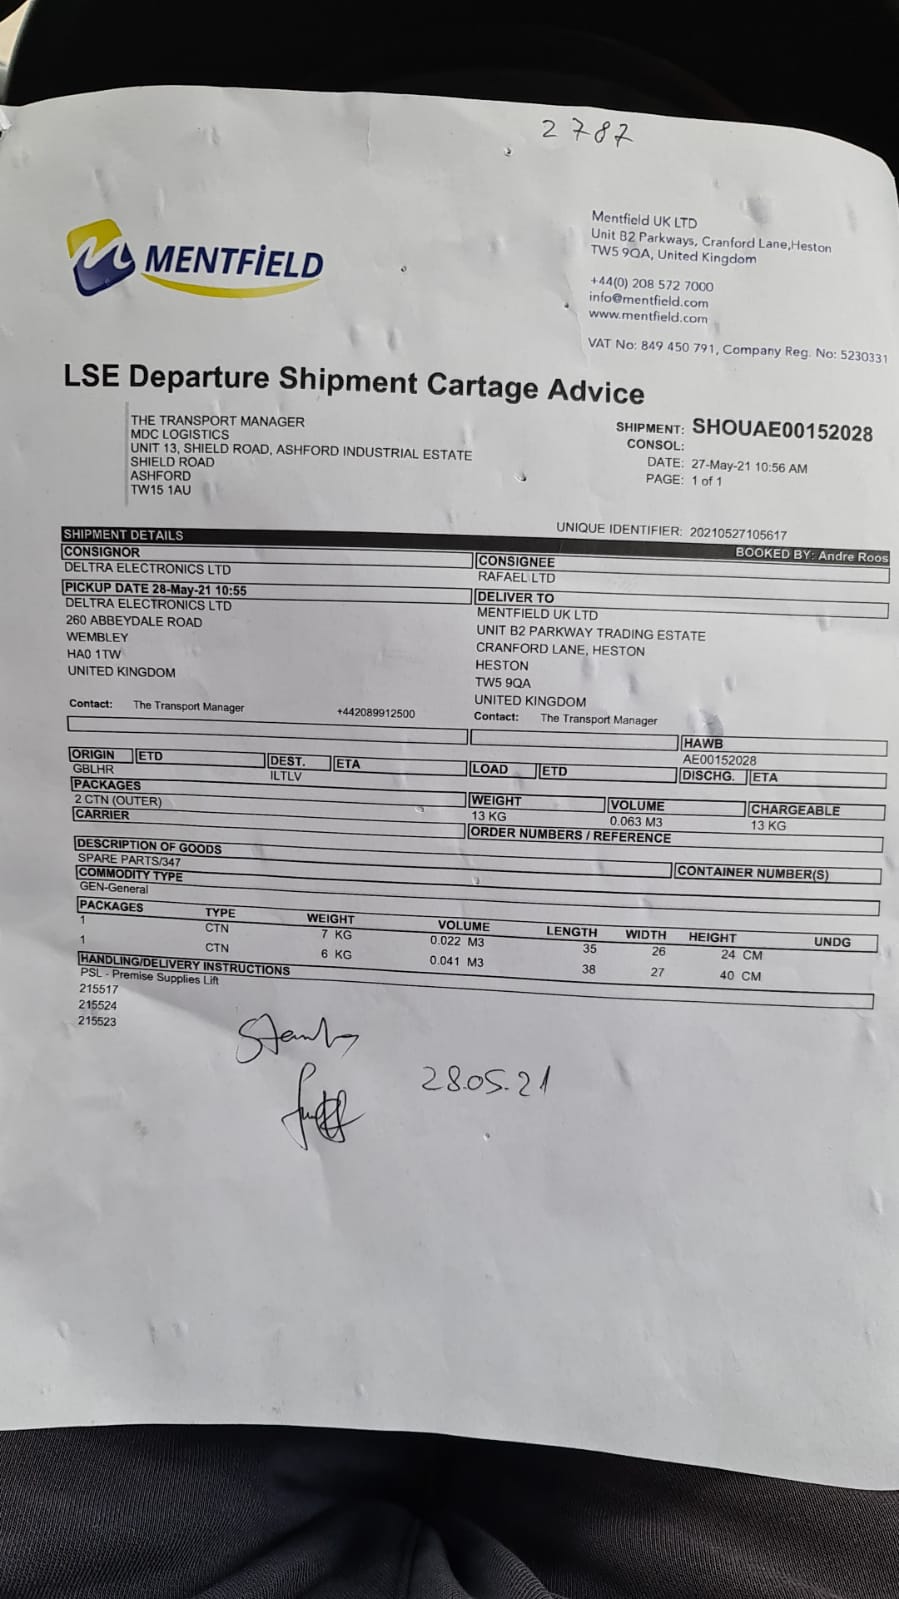 2787
MENTFİELD
Mentfield UK LTD
Unit B2 Parkways, Cranford Lane,Heston
TW5 9QA, United Kingdom
+44(0) 208 572 7000
info@mentfield.com
www.mentfield.com
VAT No: 849 450 791, Company Reg. No: 5230331
LSE Departure Shipment Cartage Advice
THE TRANSPORT MANAGER
MDC LOGISTICS
UNIT 13, SHIELD ROAD, ASHFORD INDUSTRIAL ESTATE
SHIELD ROAD
ASHFORD
TW15 1AU
SHIPMENT: SHOUAE00152028
CONSOL:
DATE: 27-May-21 10:56 AM
PAGE: 1 of 1
UNIQUE IDENTIFIER: 20210527105617
SHIPMENT DETAILS BOOKED BY: Andre Roos
CONSIGNOR
DELTRA ELECTRONICS LTD
PICKUP DATE 28-May-21 10:55
DELTRA ELECTRONICS LTD
260 ABBEYDALE ROAD
WEMBLEY
HA0 1TW
UNITED KINGDOM
Contact: The Transport Manager +442089912500
CONSIGNEE
RAFAEL LTD
DELIVER TO
MENTFIELD UK LTD
UNIT B2 PARKWAY TRADING ESTATE
CRANFORD LANE, HESTON
HESTON
TW5 9QA
UNITED KINGDOM
Contact: The Transport Manager
HAWB
AE00152028
ORIGIN ETD DEST. ETA LOAD ETD DISCHG. ETA
GBLHR ILTLV
PACKAGES WEIGHT VOLUME CHARGEABLE
2 CTN (OUTER) 13 KG 0.063 M3 13 KG
CARRIER ORDER NUMBERS / REFERENCE
DESCRIPTION OF GOODS CONTAINER NUMBER(S)
SPARE PARTS/347
COMMODITY TYPE
GEN-General
PACKAGES TYPE WEIGHT VOLUME LENGTH WIDTH HEIGHT UNDG
1 CTN 7 KG 0.022 M3 35 26 24 CM
1 CTN 6 KG 0.041 M3 38 27 40 CM
HANDLING/DELIVERY INSTRUCTIONS
PSL - Premise Supplies Lift
215517
215524
215523
28.05.21